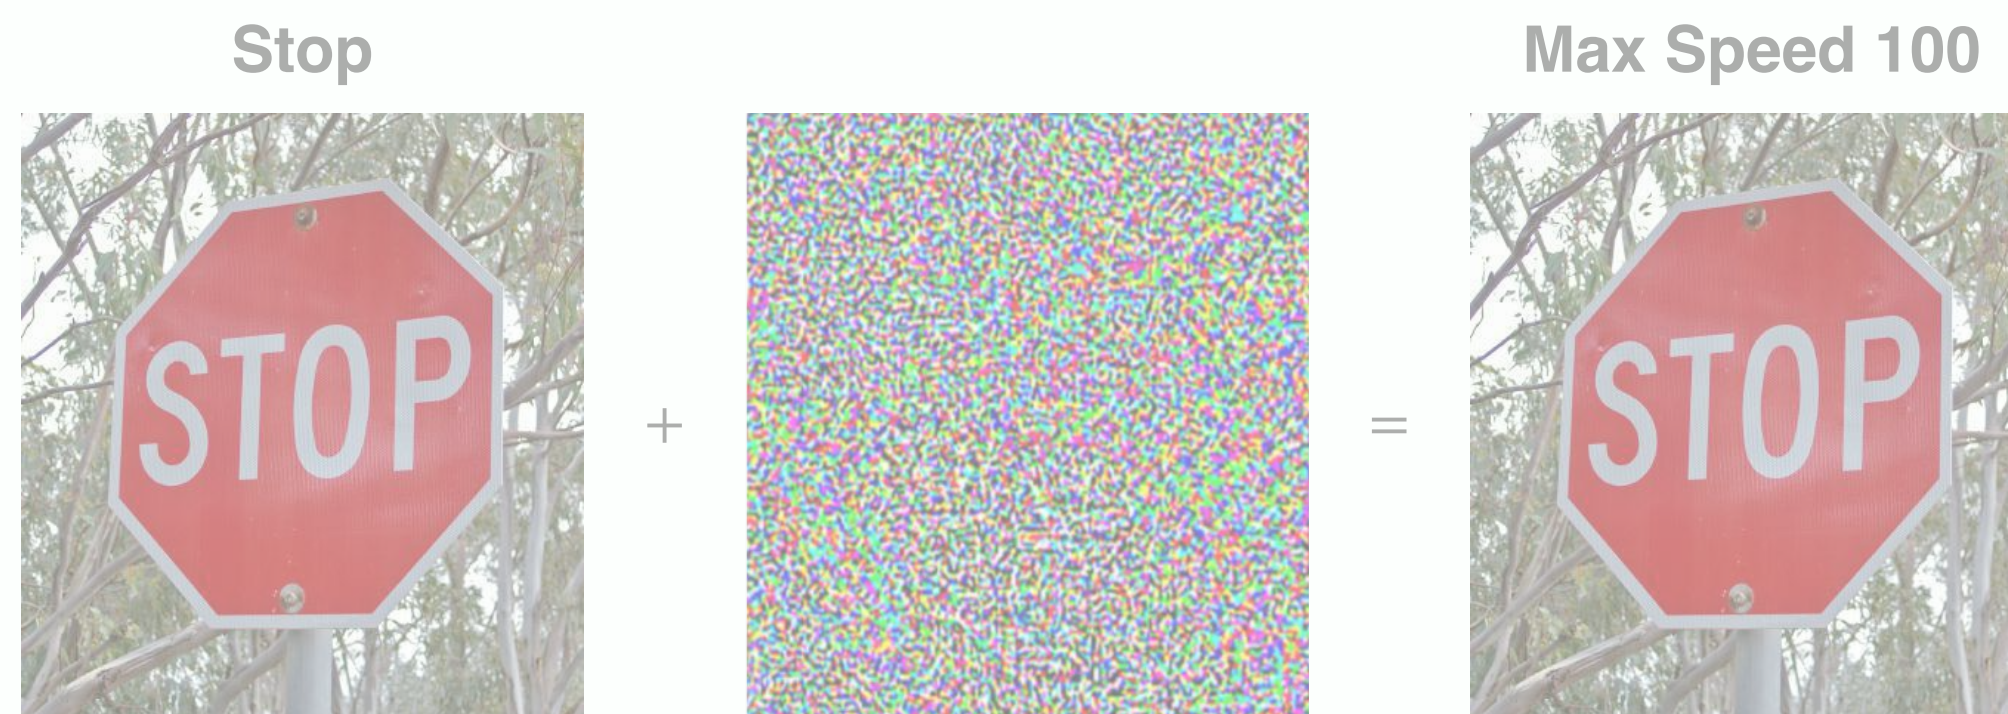 Stop
Max Speed 100
STOP
+
=
STOP